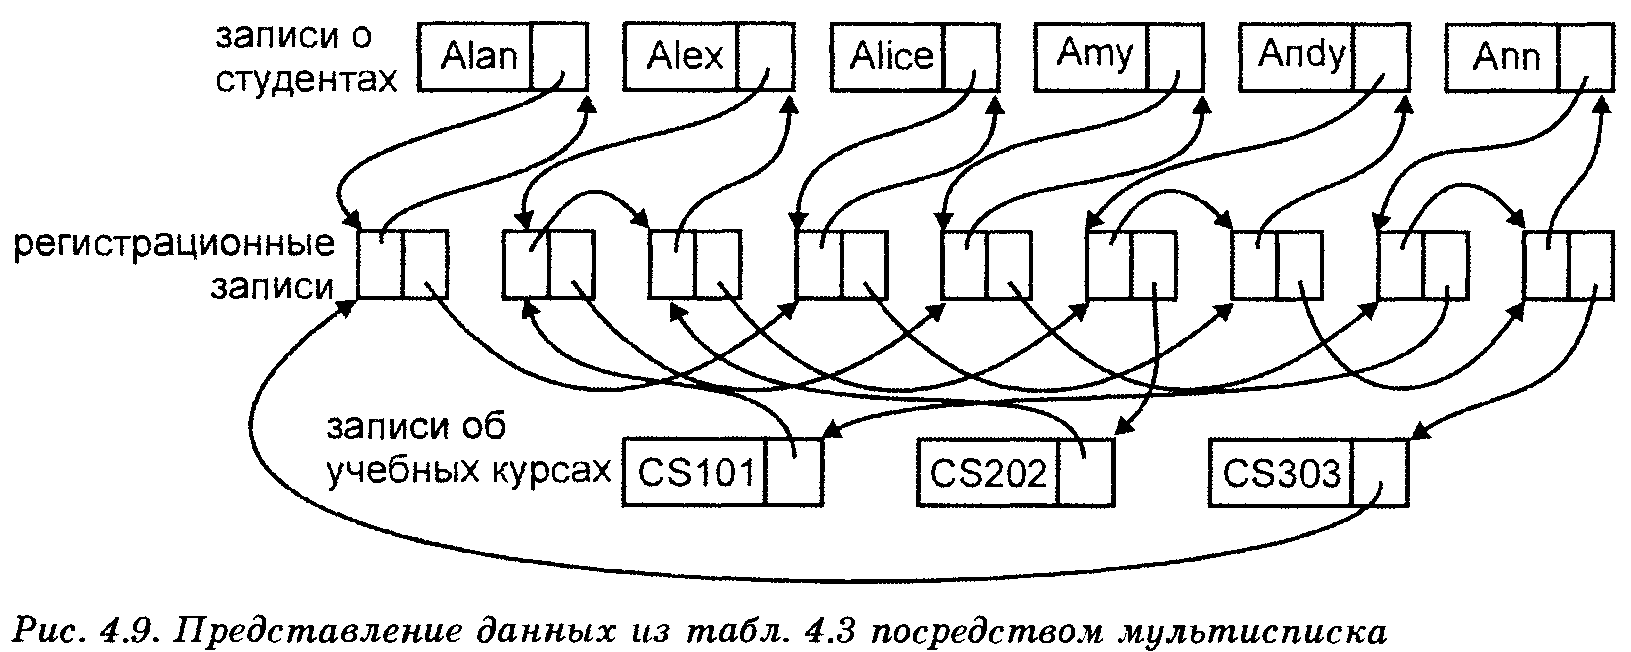 записи о
студентах
Alan
Alex
Alice
Amy
Andy
Ann
регистрационные
записи
записи об
учебных курсах
CS101
CS202
CS303
Рис. 4.9. Представление данных из табл. 4.3 посредством мультисписка